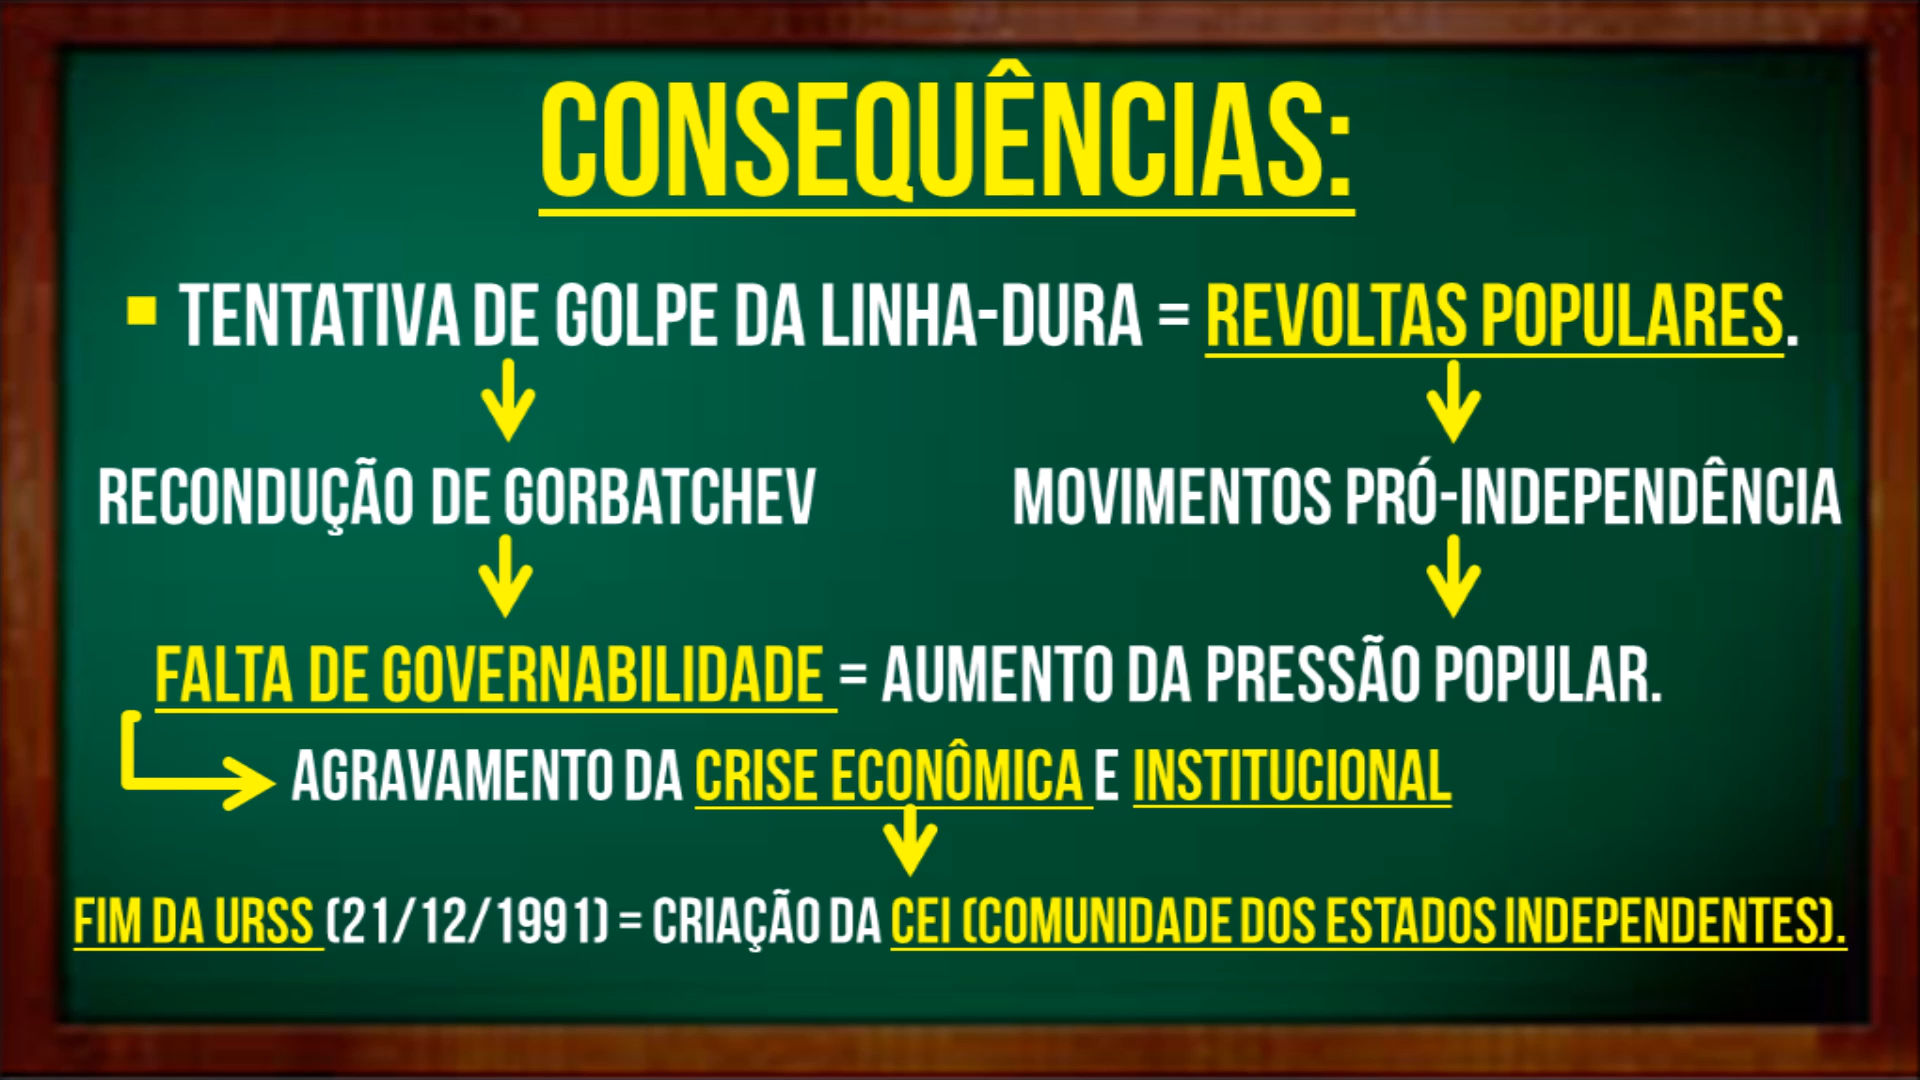 CONSEQUÊNCIAS:
▪ TENTATIVA DE GOLPE DA LINHA-DURA = REVOLTAS POPULARES.
RECONDUÇÃO DE GORBATCHEV MOVIMENTOS PRÓ-INDEPENDÊNCIA
FALTA DE GOVERNABILIDADE = AUMENTO DA PRESSÃO POPULAR.
AGRAVAMENTO DA CRISE ECONÔMICA E INSTITUCIONAL
FIM DA URSS (21/12/1991) = CRIAÇÃO DA CEI (COMUNIDADE DOS ESTADOS INDEPENDENTES).